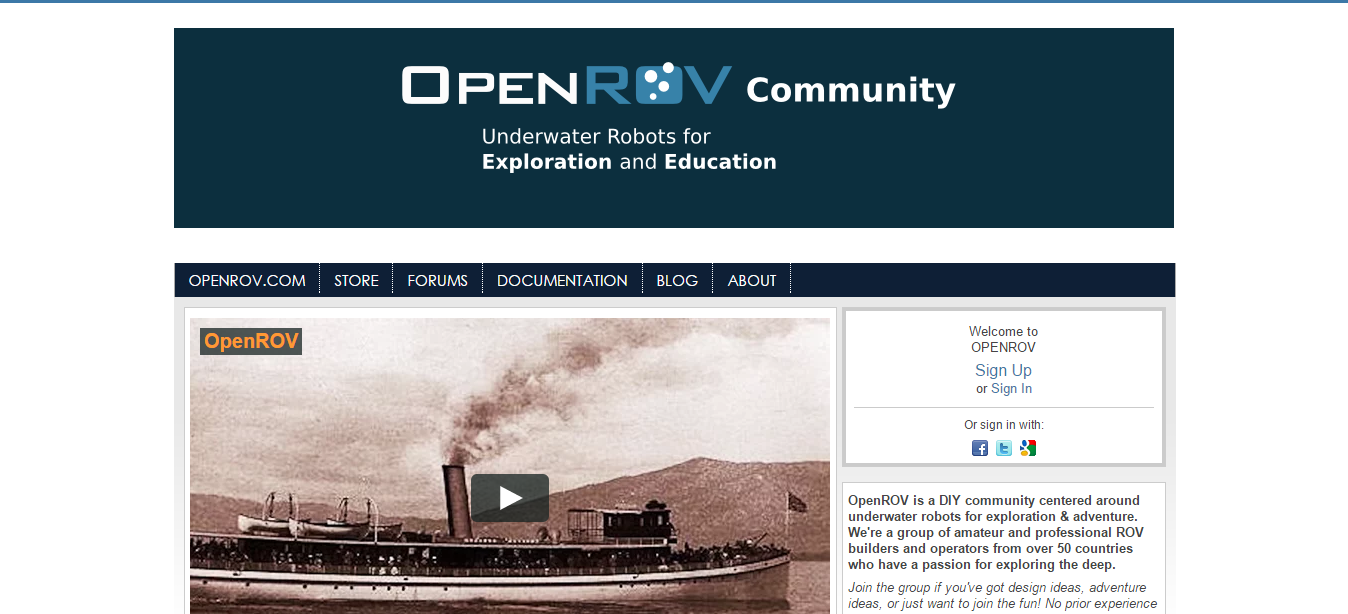 OPENROV Community
Underwater Robots for
Exploration and Education
OPENROV.COM STORE FORUMS DOCUMENTATION BLOG ABOUT
OpenROV
Welcome to
OPENROV
Sign Up
or Sign In
Or sign in with:
OpenROV is a DIY community centered around
underwater robots for exploration & adventure.
We're a group of amateur and professional ROV
builders and operators from over 50 countries
who have a passion for exploring the deep.
Join the group if you've got design ideas, adventure
ideas, or just want to join the fun! No prior experience